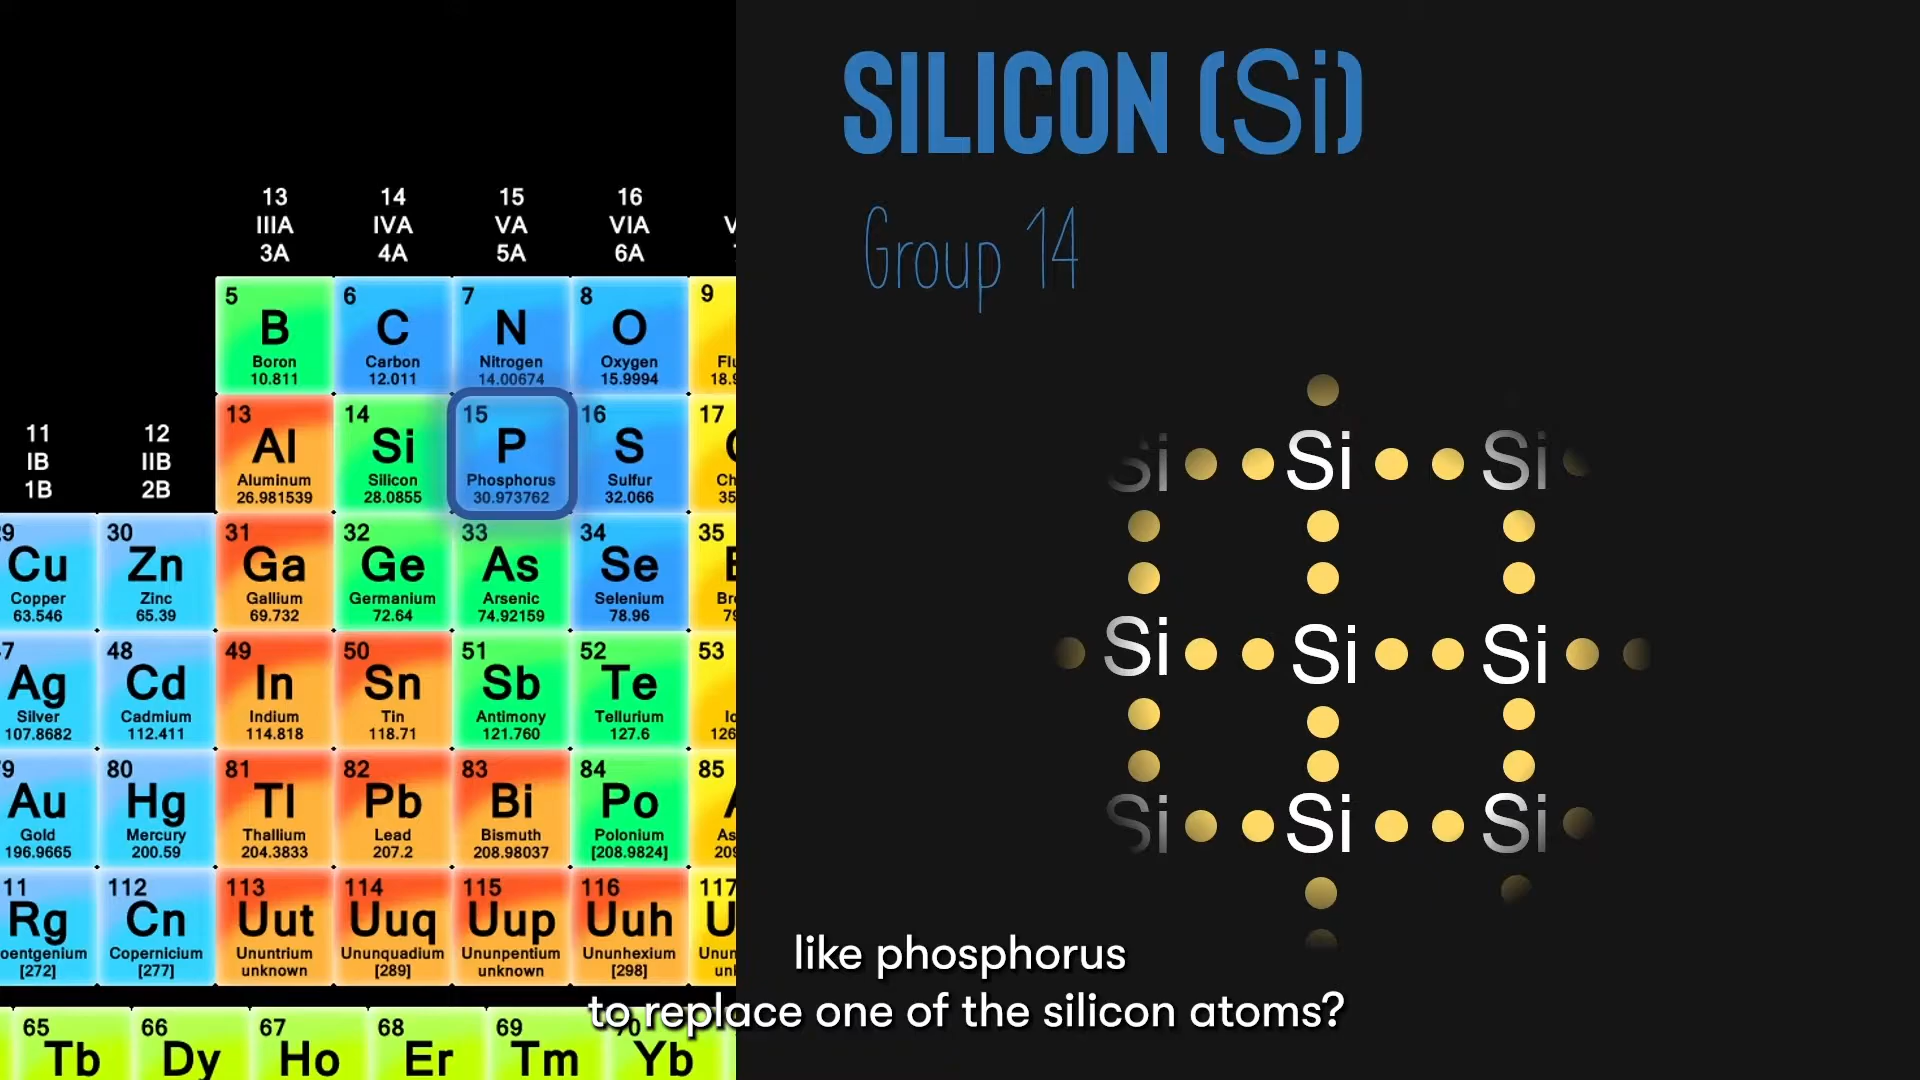 SILICON (Si)
Group 14
13 14 15 16
IIIA IVA VA VIA
3A 4A 5A 6A
5 6 7 8 9
B C N O
Boron Carbon Nitrogen Oxygen
10.811 12.011 14.00674 15.9994
13 14 15 16 17
Al Si P S
Aluminum Silicon Phosphorus Sulfur
26.981539 28.0855 30.973762 32.066
11 12
IB IIB
1B 2B
30 31 32 33 34 35
Cu Zn Ga Ge As Se
Copper Zinc Gallium Germanium Arsenic Selenium
63.546 65.39 69.732 72.64 74.92159 78.96
48 49 50 51 52 53
Ag Cd In Sn Sb Te
Silver Cadmium Indium Tin Antimony Tellurium
107.8682 112.411 114.818 118.71 121.760 127.6
80 81 82 83 84 85
Au Hg Tl Pb Bi Po
Gold Mercury Thallium Lead Bismuth Polonium
196.9665 200.59 204.3833 207.2 208.98037 [208.9824]
112 113 114 115 116 117
Rg Cn Uut Uuq Uup Uuh
Copernicium Ununtrium Ununquadium Ununpentium Ununhexium
[272] [277] unknown [289] unknown [298]
65 66 67 68 69 70
Tb Dy Ho Er Tm Yb
Si Si Si
Si Si Si
Si Si Si
like phosphorus
to replace one of the silicon atoms?